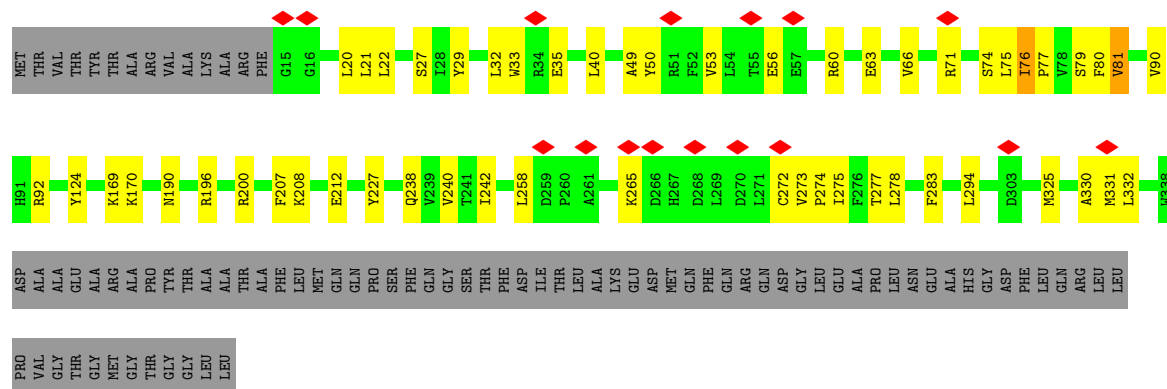 MET THR VAL THR TYR THR ALA ARG VAL ALA LYS ALA ARG PHE G15 G16 L20 L21 L22 S27 I28 Y29 L32 W33 R34 E35 L40 A49 Y50 R51 F52 V53 L54 T55 E56 E57 R60 E63 V66 R71 S74 L75 I76 P77 V78 S79 F80 V81 V90
H91 R92 Y124 K169 K170 N190 R196 R200 F207 K208 E212 Y227 Q238 V239 V240 T241 I242 L258 D259 P260 A261 K265 D266 H267 D268 L269 D270 L271 C272 V273 P274 I275 F276 T277 L278 F283 L294 D303 M325 A330 M331 L332 W338
ASP ALA ALA GLU ALA ARG ALA PRO TYR THR ALA ALA THR ALA PHE LEU MET GLN GLN PRO SER PHE GLN GLY SER THR PHE ASP ILE THR LEU ALA LYS GLU ASP MET GLN PHE GLN ARG GLN ASP GLY LEU GLU ALA PRO LEU ASN GLU ALA HIS GLY ASP PHE LEU GLN ARG LEU LEU
PRO VAL GLY THR GLY MET GLY THR GLY GLY LEU LEU